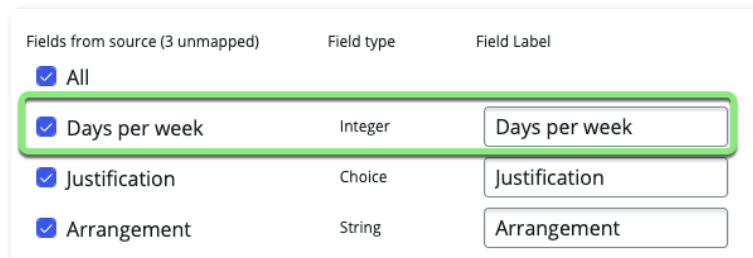 Fields from source (3 unmapped) Field type Field Label
All
Days per week Integer Days per week
Justification Choice Justification
Arrangement String Arrangement